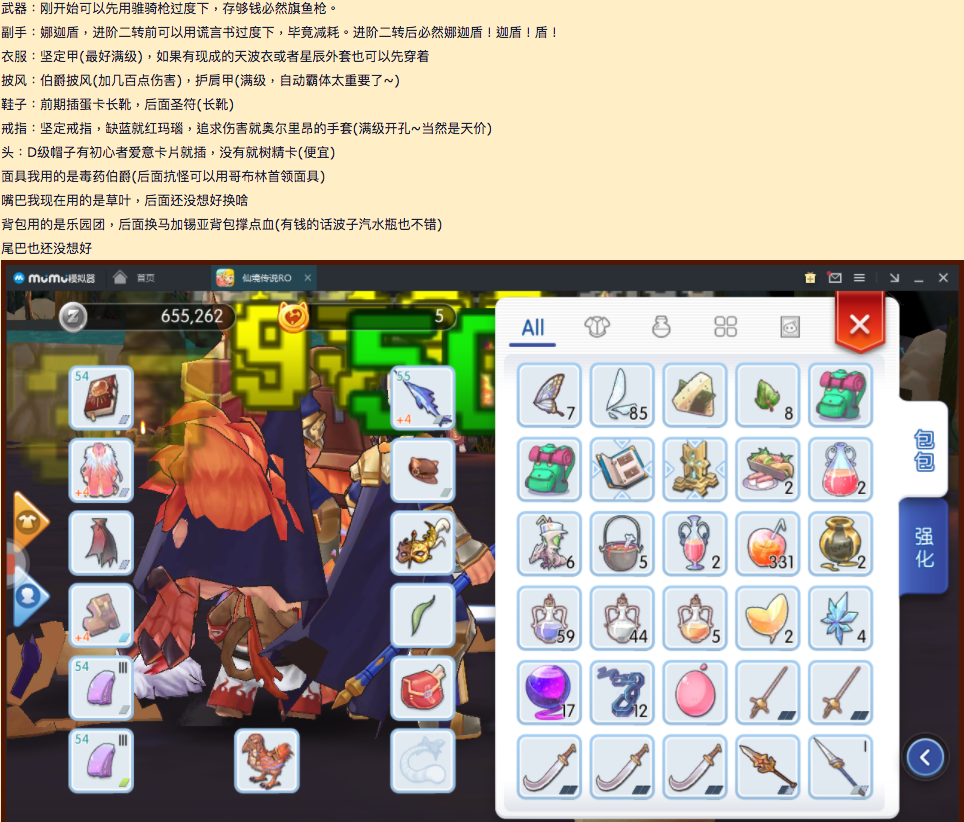 武器：刚开始可以先用骓骑枪过度下，存够钱必然旗鱼枪。
副手：娜迦盾，进阶二转前可以用谎言书过度下，毕竟减耗。进阶二转后必然娜迦盾！迦盾！盾！
衣服：坚定甲(最好满级)，如果有现成的天波衣或者星辰外套也可以先穿着
披风：伯爵披风(加几百点伤害)，护肩甲(满级，自动霸体太重要了~)
鞋子：前期插蛋卡长靴，后面圣符(长靴)
戒指：坚定戒指，缺蓝就红玛瑙，追求伤害就奥尔里昂的手套(满级开孔~当然是天价)
头：D级帽子有初心者爱意卡片就插，没有就树精卡(便宜)
面具我用的是毒药伯爵(后面抗怪可以用哥布林首领面具)
嘴巴我现在用的是草叶，后面还没想好换啥
背包用的是乐园团，后面换马加锡亚背包撑点血(有钱的话波子汽水瓶也不错)
尾巴也还没想好
MuMu模拟器 首页 仙境传说RO
Z 655,262 5
9 50
All
54 55 +4
7 85 8
+4
2 2
包包
6 5 2 331 2
强化
+4
59 44 5 2 4
54 III
17 12
54 III
I